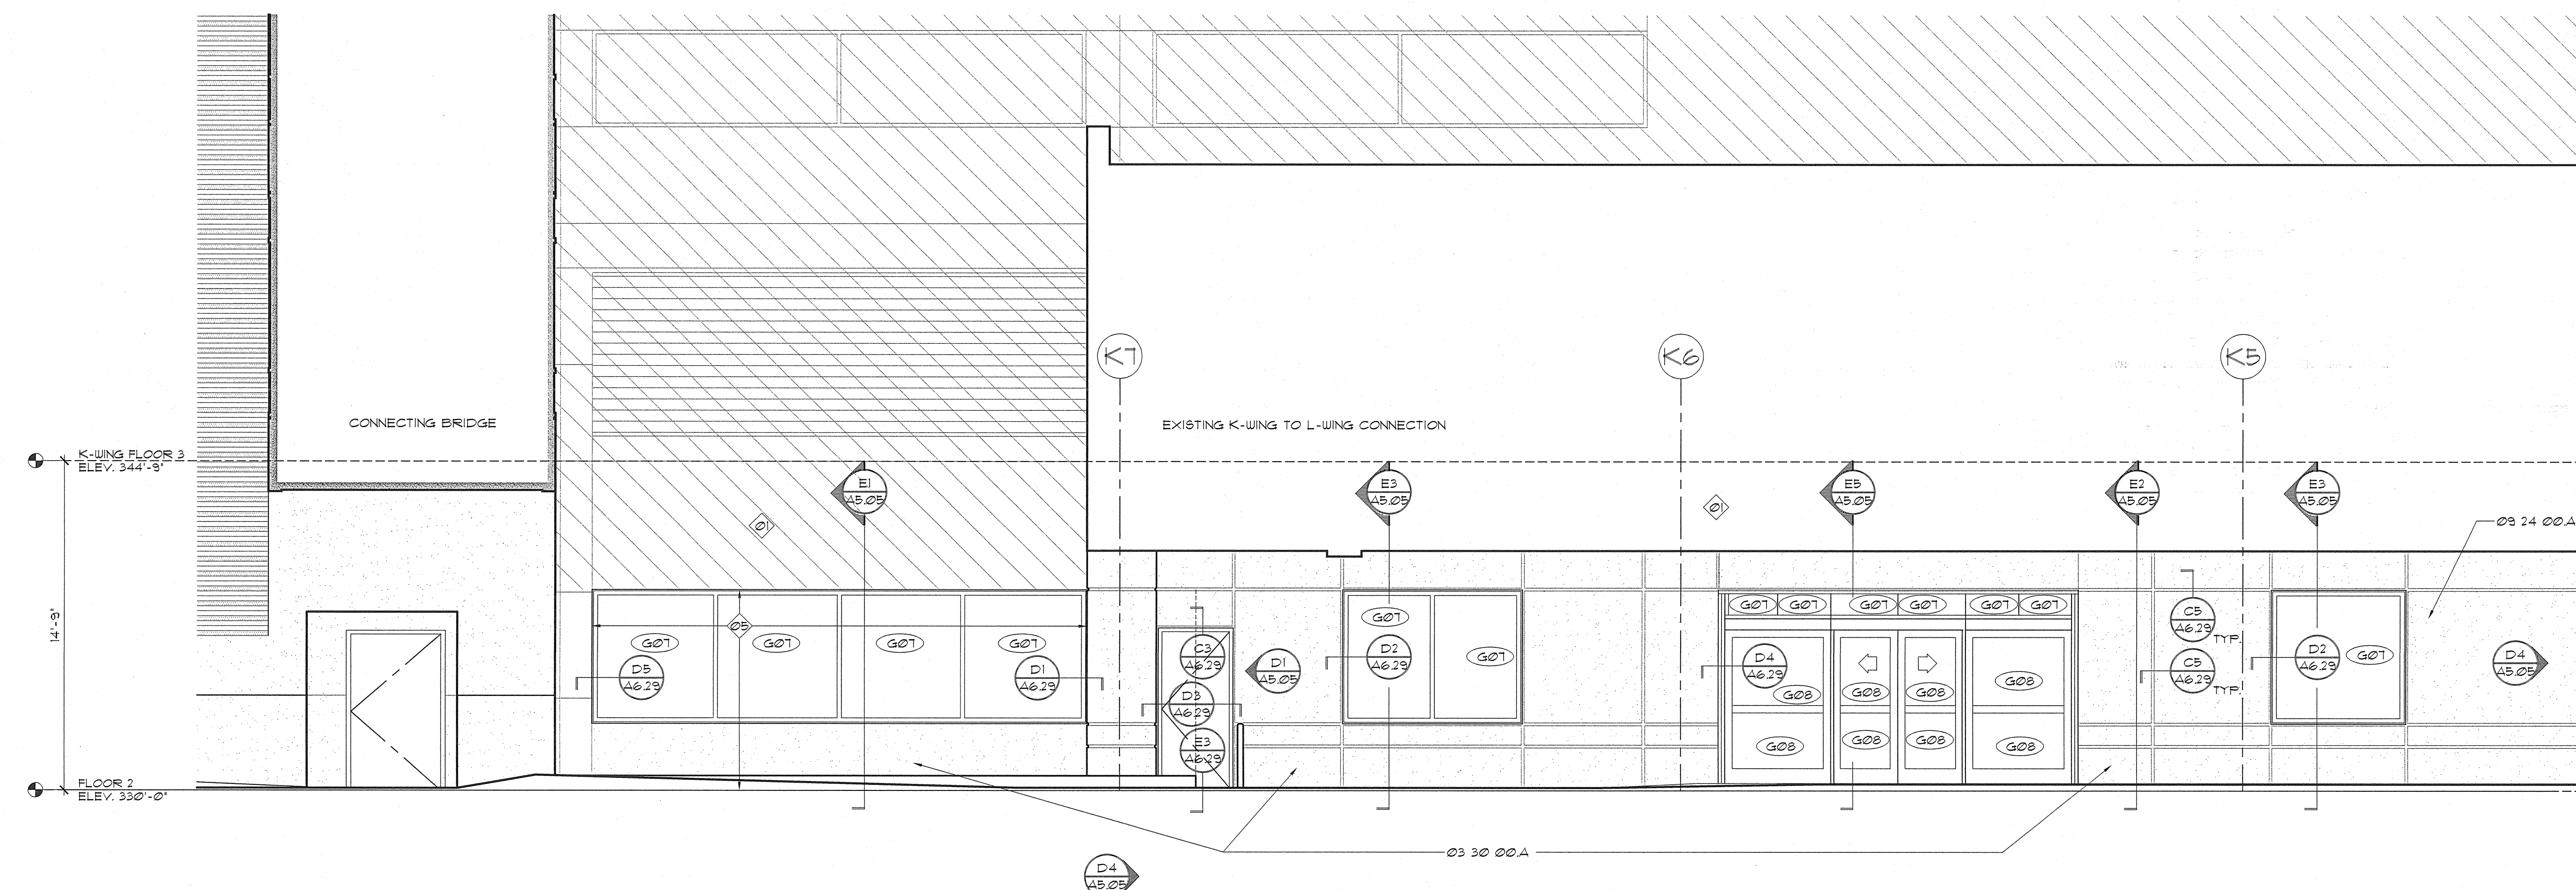 K7
K6
K5
CONNECTING BRIDGE
EXISTING K-WING TO L-WING CONNECTION
K-WING FLOOR 3
ELEV. 344'-9"
14'-9"
E1
A5.05
E3
A5.05
E5
A5.05
E2
A5.05
E3
A5.05
01
01
09 24 00.A
05
G07
G07
G07
G07
D5
A6.29
D1
A6.29
C3
A6.29
D3
A6.29
E3
A6.29
D1
A5.05
G07
D2
A6.29
G07
G07
G07
G07
G07
G07
G07
D4
A6.29
G08
G08
G08
G08
G08
G08
G08
G08
C5
A6.29
TYP.
C5
A6.29
TYP.
D2
A6.29
G07
D4
A5.05
FLOOR 2
ELEV. 330'-0"
03 30 00.A
D4
A5.05